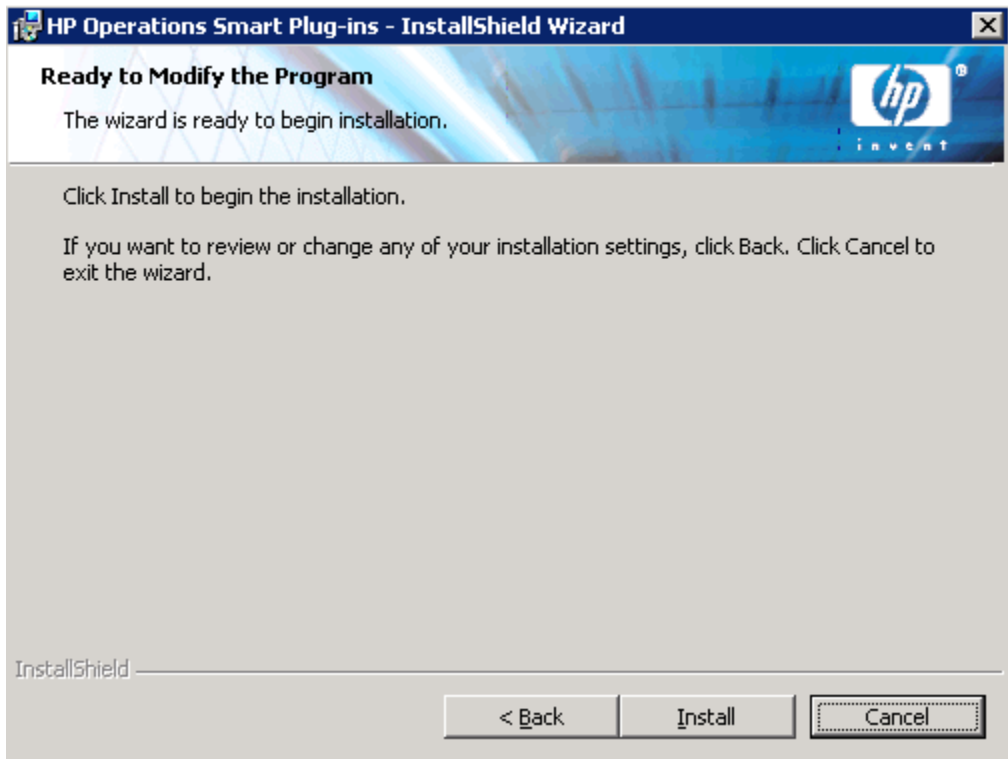 HP Operations Smart Plug-ins - InstallShield Wizard
Ready to Modify the Program
The wizard is ready to begin installation.
hp
®
invent
Click Install to begin the installation.
If you want to review or change any of your installation settings, click Back. Click Cancel to
exit the wizard.
InstallShield
< Back
Install
Cancel